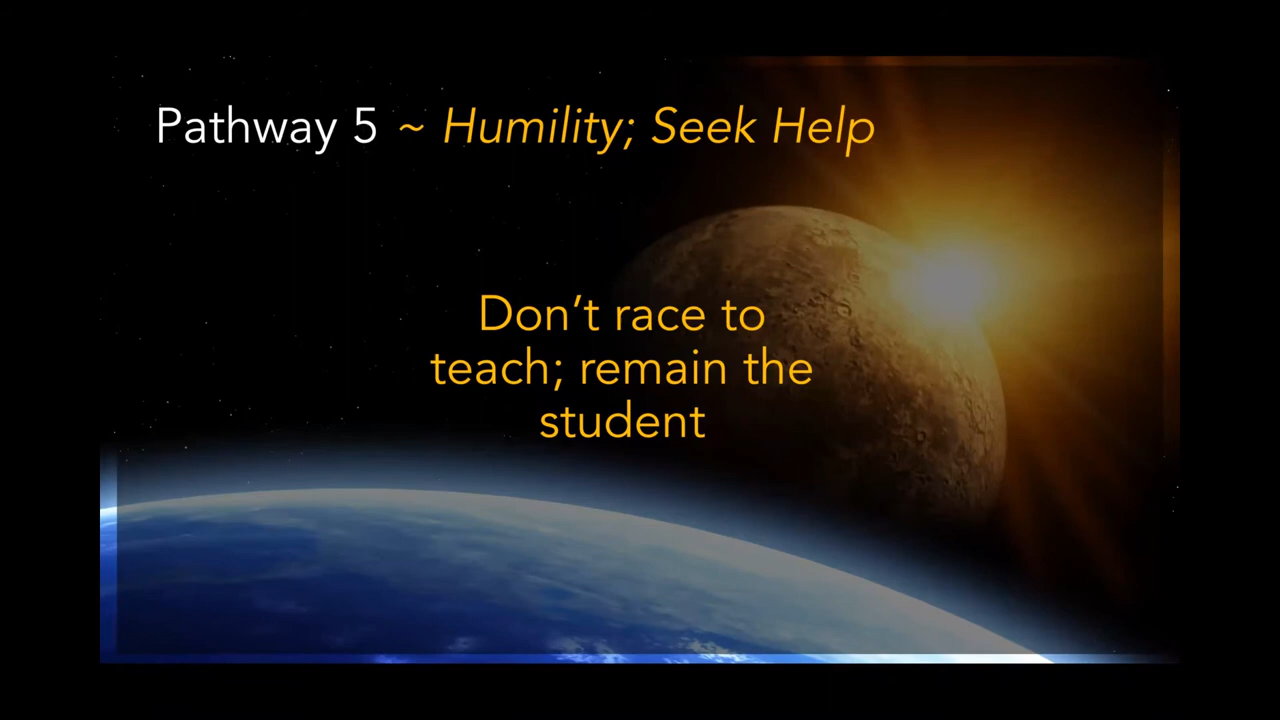 Pathway 5 ~ Humility; Seek Help
Don’t race to
teach; remain the
student